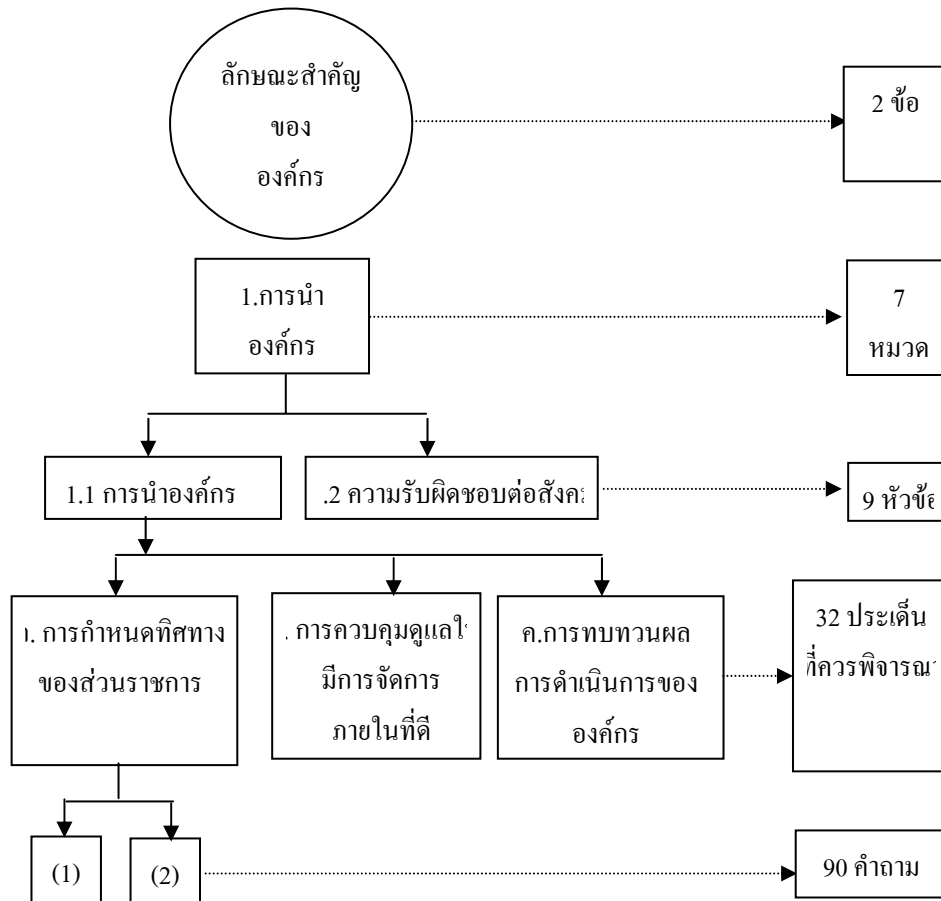 ลักษณะสำคัญ
ของ
องค์กร
2 ข้อ
1.การนำ
องค์กร
7
หมวด
1.1 การนำองค์กร
.2 ความรับผิดชอบต่อสังคม
9 หัวข้อ
. การกำหนดทิศทาง
ของส่วนราชการ
. การควบคุมดูแลให้
มีการจัดการ
ภายในที่ดี
ค.การทบทวนผล
การดำเนินการของ
องค์กร
32 ประเด็น
ที่ควรพิจารณา
(1)
(2)
90 คำถาม